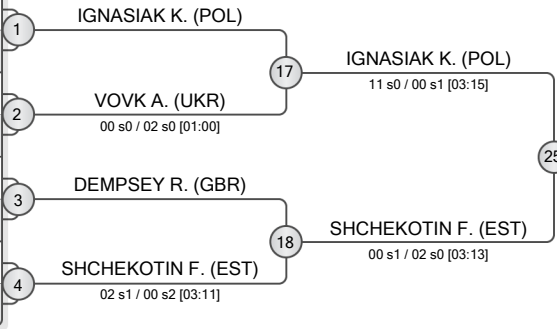 IGNASIAK K. (POL)
1
17
IGNASIAK K. (POL)
11 s0 / 00 s1 [03:15]
VOVK A. (UKR)
2
00 s0 / 02 s0 [01:00]
25
DEMPSEY R. (GBR)
3
18
SHCHEKOTIN F. (EST)
00 s1 / 02 s0 [03:13]
SHCHEKOTIN F. (EST)
4
02 s1 / 00 s2 [03:11]